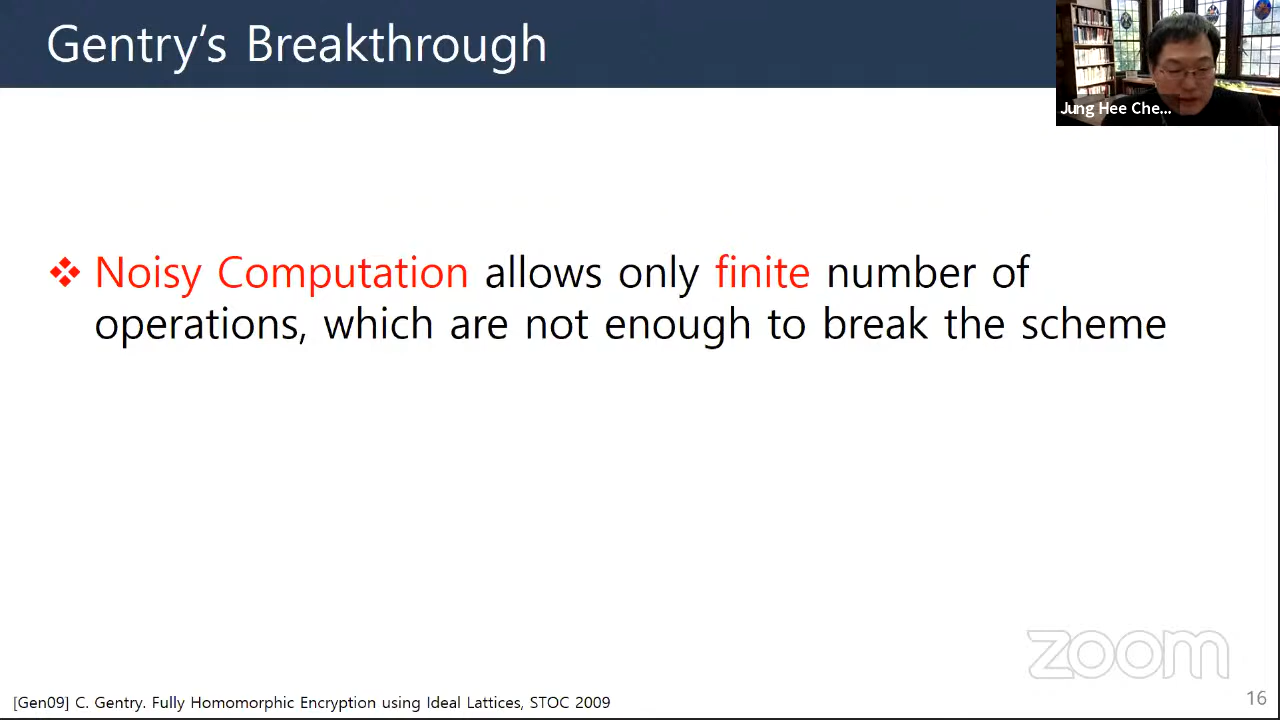 Gentry's Breakthrough
Jung Hee Che...
❖ Noisy Computation allows only finite number of
operations, which are not enough to break the scheme
zoom
[Gen09] C. Gentry. Fully Homomorphic Encryption using Ideal Lattices, STOC 2009
16